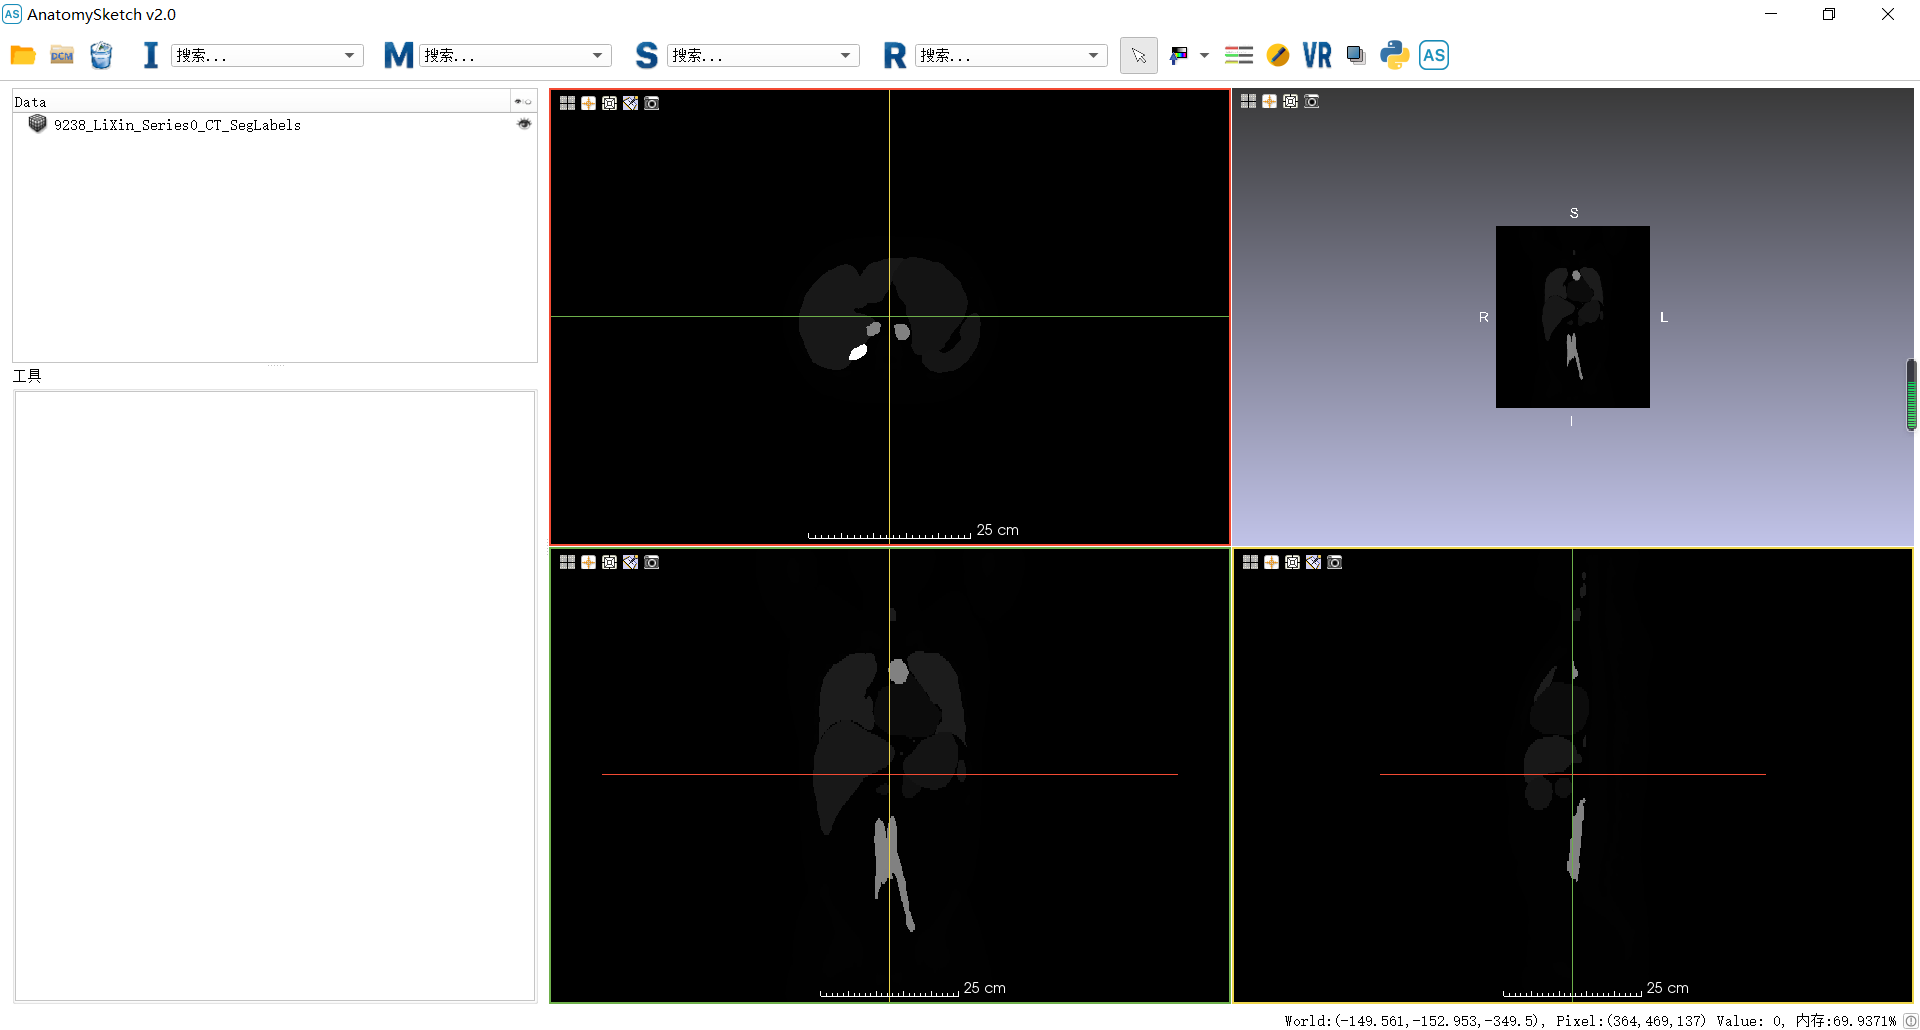 AS AnatomySketch v2.0
DCM I 搜索... M 搜索... S 搜索... R 搜索... VR AS
Data
9238_LiXin_Series0_CT_SegLabels
工具
25 cm
S
R L
I
25 cm
25 cm
World:(-149.561,-152.953,-349.5), Pixel:(364,469,137) Value: 0, 内存:69.9371%